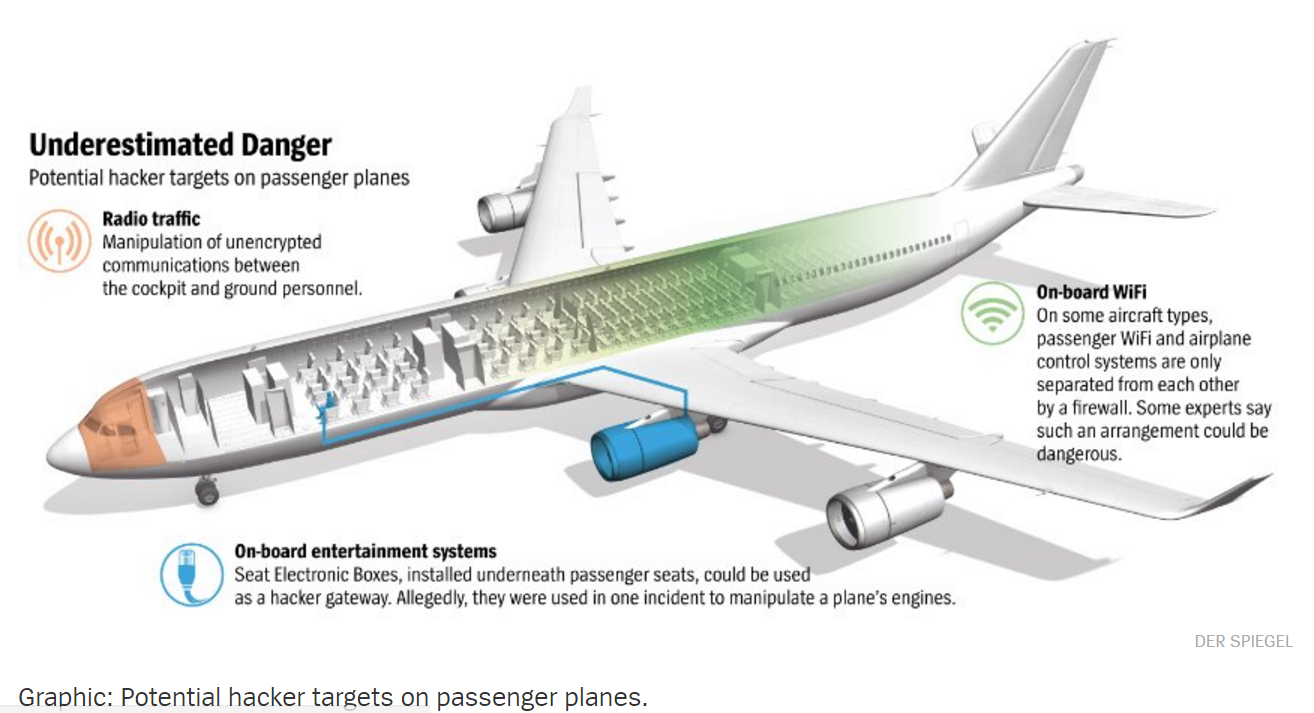 Underestimated Danger
Potential hacker targets on passenger planes
Radio traffic
Manipulation of unencrypted
communications between
the cockpit and ground personnel.
On-board WiFi
On some aircraft types,
passenger WiFi and airplane
control systems are only
separated from each other
by a firewall. Some experts say
such an arrangement could be
dangerous.
On-board entertainment systems
Seat Electronic Boxes, installed underneath passenger seats, could be used
as a hacker gateway. Allegedly, they were used in one incident to manipulate a plane's engines.
DER SPIEGEL
Graphic: Potential hacker targets on passenger planes.